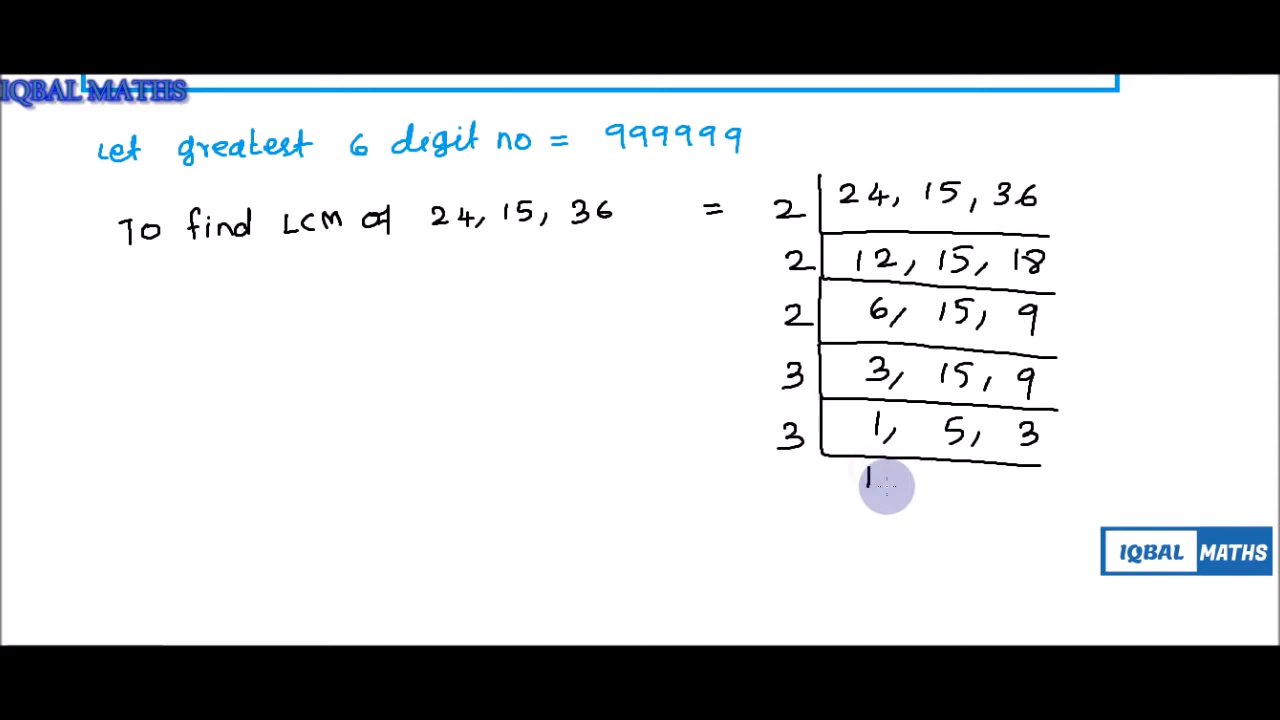 IQBAL MATHS
Let greatest 6 digit no = 999999
To find LCM of 24, 15, 36 = 2 24, 15, 36
2 12, 15, 18
2 6, 15, 9
3 3, 15, 9
3 1, 5, 3
1
IQBAL MATHS